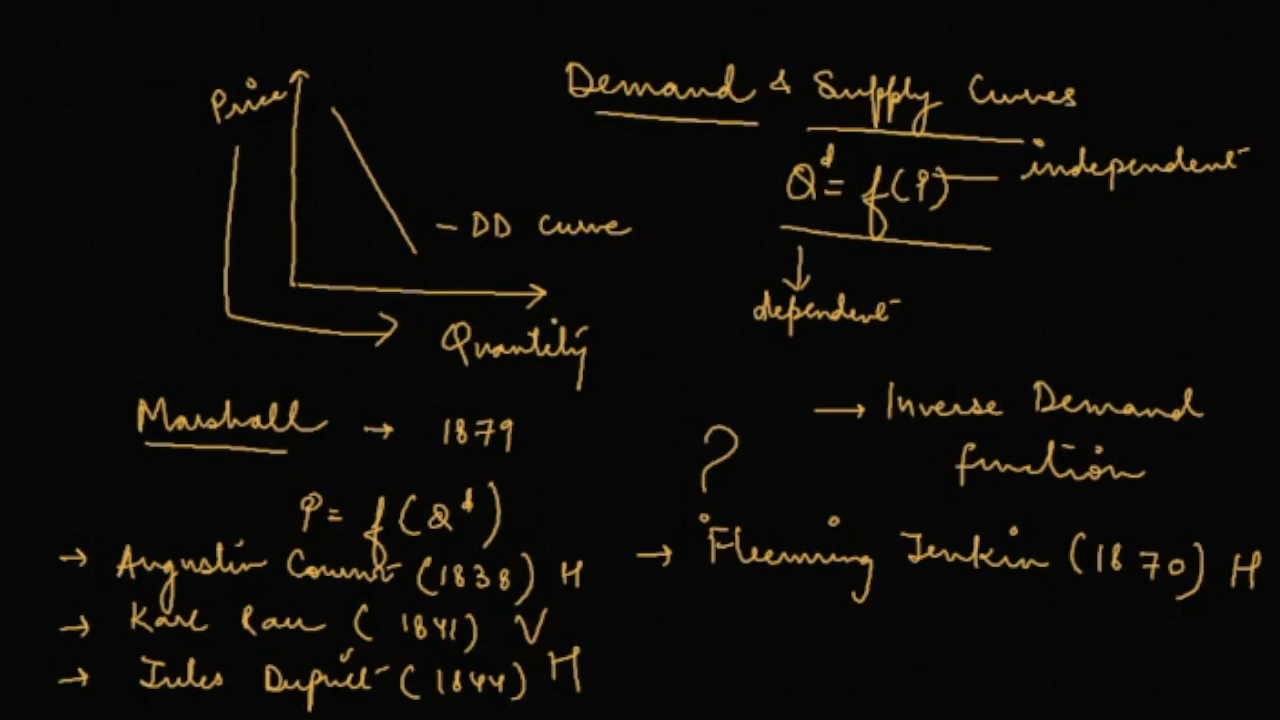 Demand & Supply Curves
Price
independent
Q^d = f(P)
- DD Curve
dependent
Quantity
Marshall → 1879
→ Inverse Demand
function
?
P = f(Q^d)
→ Augustin Cournot (1838) H
→ Fleeming Jenkin (1870) H
→ Karl Rau (1841) V
→ Jules Dupuit (1844) H